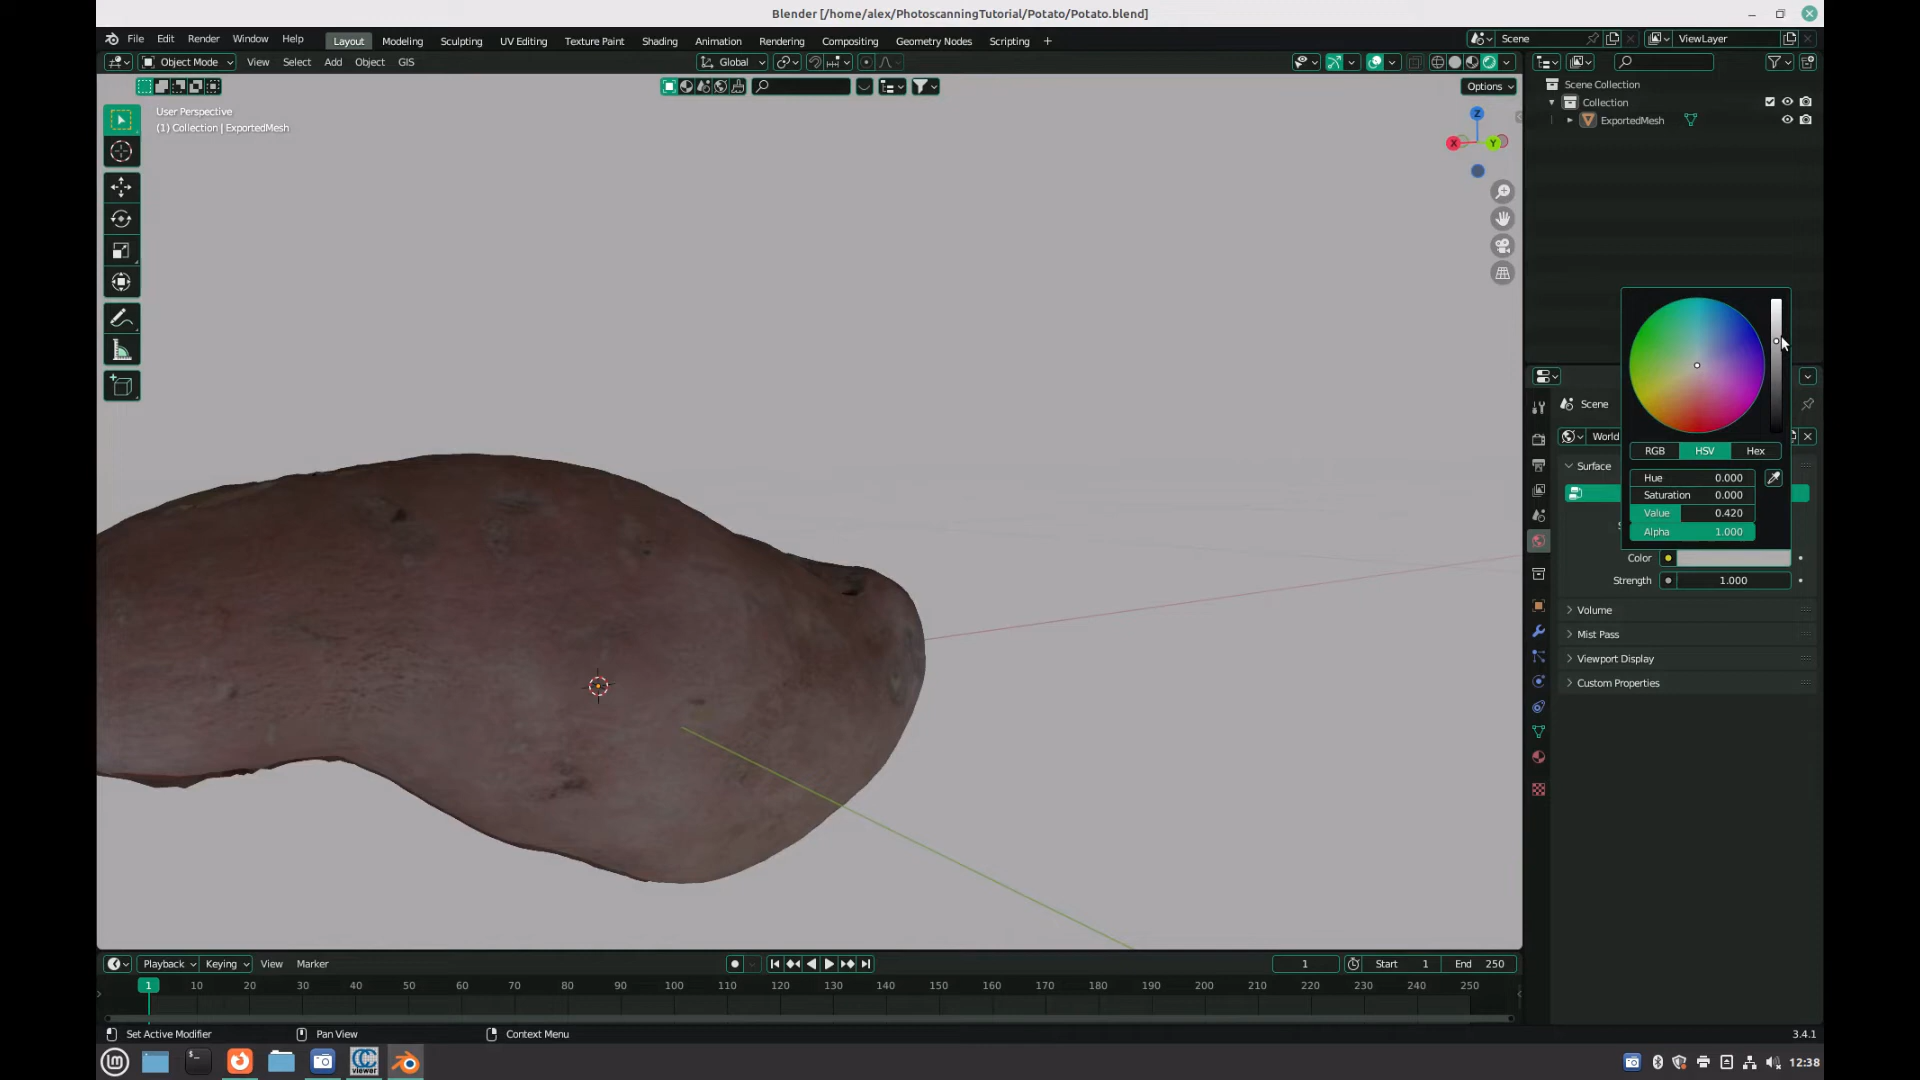 Blender [/home/alex/PhotoscanningTutorial/Potato/Potato.blend]
File Edit Render Window Help Layout Modeling Sculpting UV Editing Texture Paint Shading Animation Rendering Compositing Geometry Nodes Scripting + Scene ViewLayer
Object Mode View Select Add Object GIS Global
Options
User Perspective
(1) Collection | ExportedMesh
Z
X
Y
Scene Collection
Collection
ExportedMesh
Scene
World
RGB HSV Hex
Surface
Hue 0.000
Saturation 0.000
Value 0.420
Alpha 1.000
Color
Strength 1.000
Volume
Mist Pass
Viewport Display
Custom Properties
Playback Keying View Marker 1 Start 1 End 250
1 10 20 30 40 50 60 70 80 90 100 110 120 130 140 150 160 170 180 190 200 210 220 230 240 250
Set Active Modifier Pan View Context Menu 3.4.1
viewer 12:38